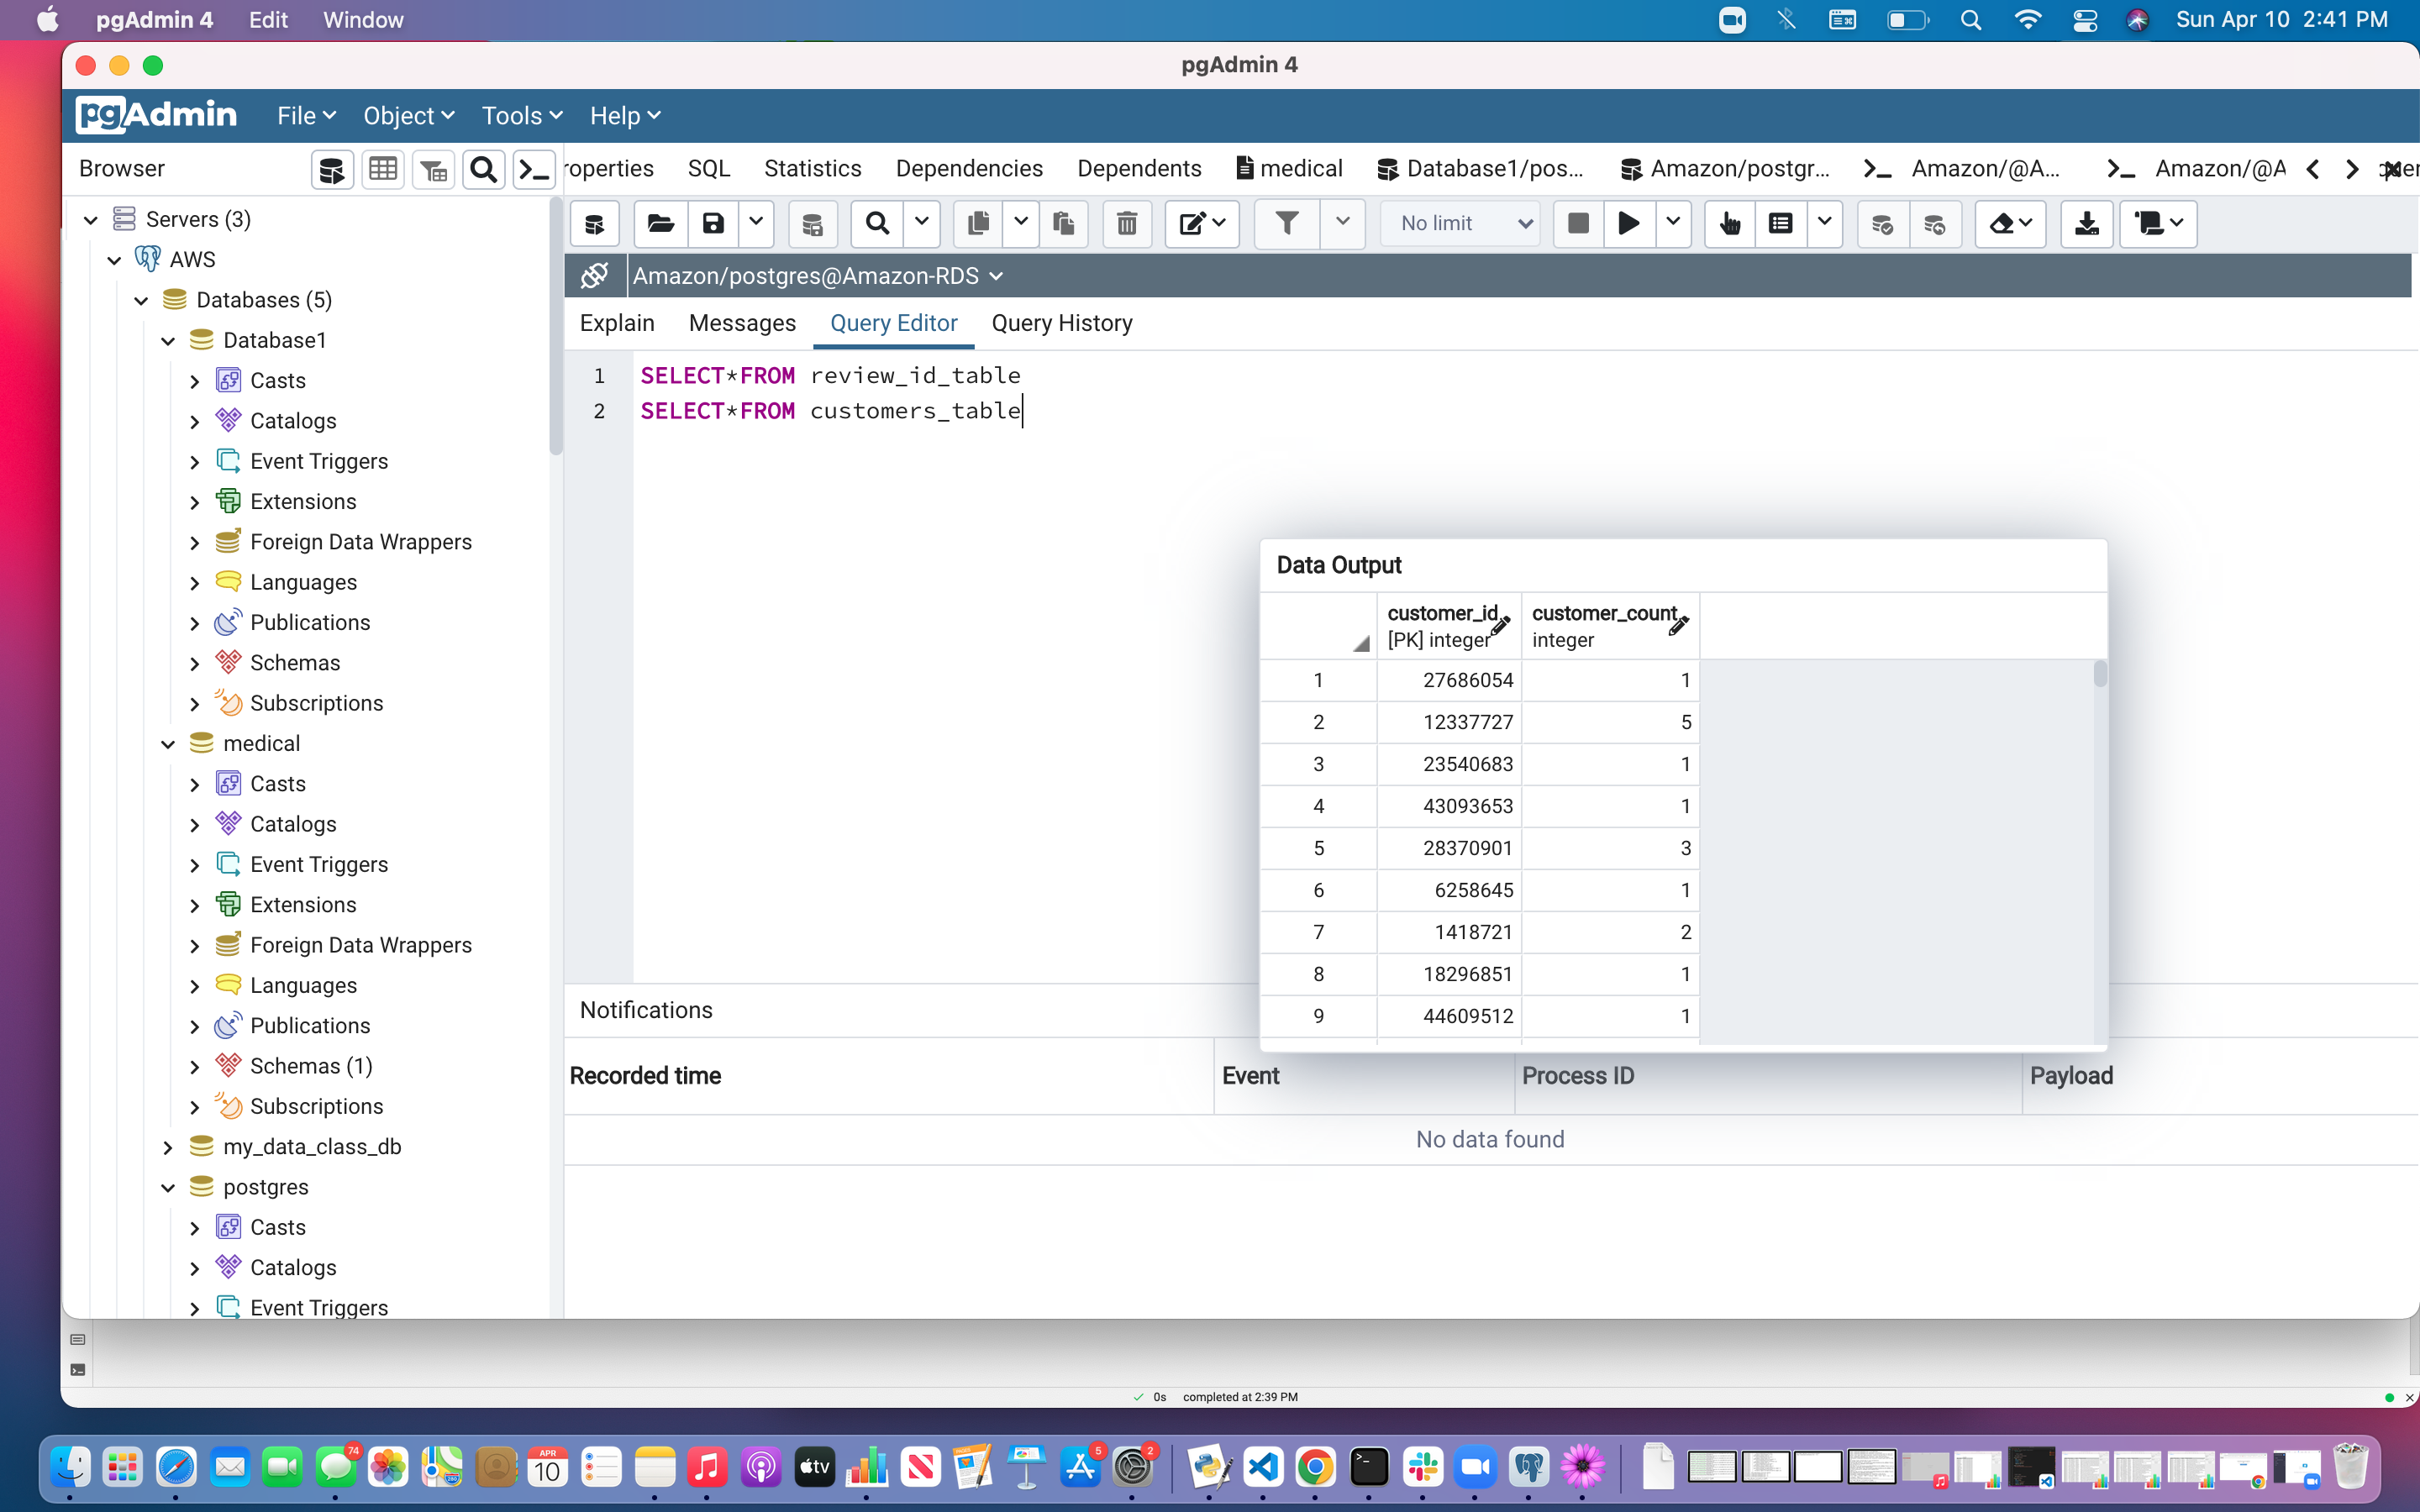 pgAdmin 4 Edit Window Sun Apr 10 2:41 PM
pgAdmin 4
pgAdmin File Object Tools Help
Browser
roperties SQL Statistics Dependencies Dependents medical Database1/pos... Amazon/postgr... Amazon/@A... Amazon/@A
No limit
Amazon/postgres@Amazon-RDS
Explain Messages Query Editor Query History
1 SELECT*FROM review_id_table
2 SELECT*FROM customers_table
Servers (3)
AWS
Databases (5)
Database1
Casts
Catalogs
Event Triggers
Extensions
Foreign Data Wrappers
Languages
Publications
Schemas
Subscriptions
medical
Casts
Catalogs
Event Triggers
Extensions
Foreign Data Wrappers
Languages
Publications
Schemas (1)
Subscriptions
my_data_class_db
postgres
Casts
Catalogs
Event Triggers
Data Output
customer_id customer_count
[PK] integer integer
1 27686054 1
2 12337727 5
3 23540683 1
4 43093653 1
5 28370901 3
6 6258645 1
7 1418721 2
8 18296851 1
9 44609512 1
Notifications
Recorded time Event Process ID Payload
No data found
0s completed at 2:39 PM
74
APR
10
tv
5
2